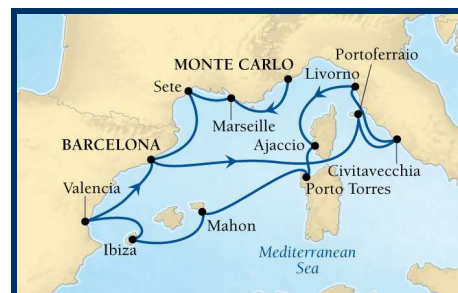 Portoferraio
MONTE CARLO
Livorno
Sete
Marseille
BARCELONA
Ajaccio
Civitavecchia
Valencia
Porto Torres
Mahon
Ibiza
Mediterranean
Sea